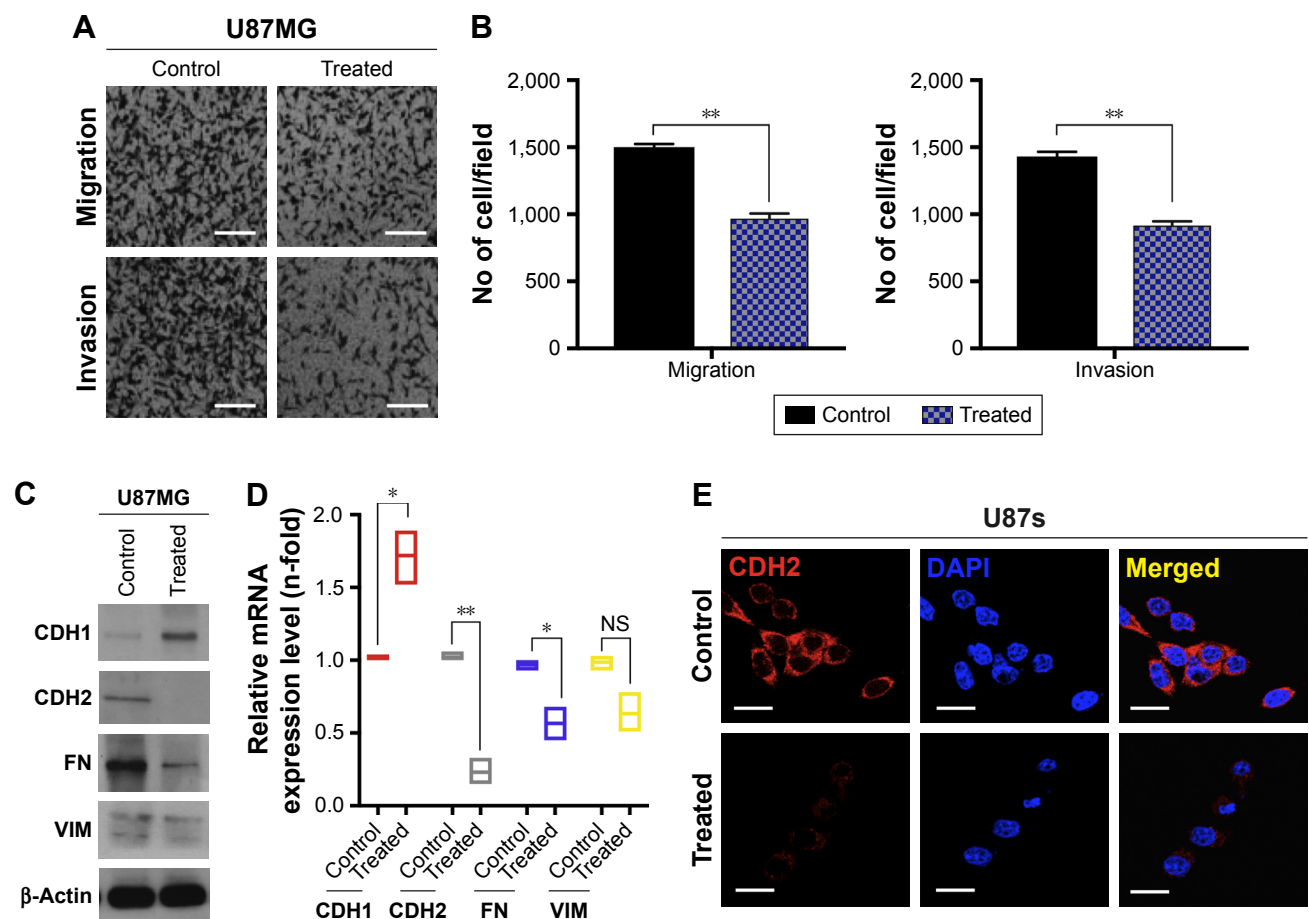 A
U87MG
Control Treated
Migration
Invasion
B
No of cell/field
2,000
1,500
1,000
500
0
**
Migration
No of cell/field
2,000
1,500
1,000
500
0
**
Invasion
Control Treated
C
U87MG
Control Treated
CDH1
CDH2
FN
VIM
β-Actin
D
Relative mRNA
expression level (n-fold)
2.0
1.5
1.0
0.5
0.0
*
**
*
NS
Control Treated Control Treated Control Treated Control Treated
CDH1 CDH2 FN VIM
E
U87s
CDH2 DAPI Merged
Control
Treated